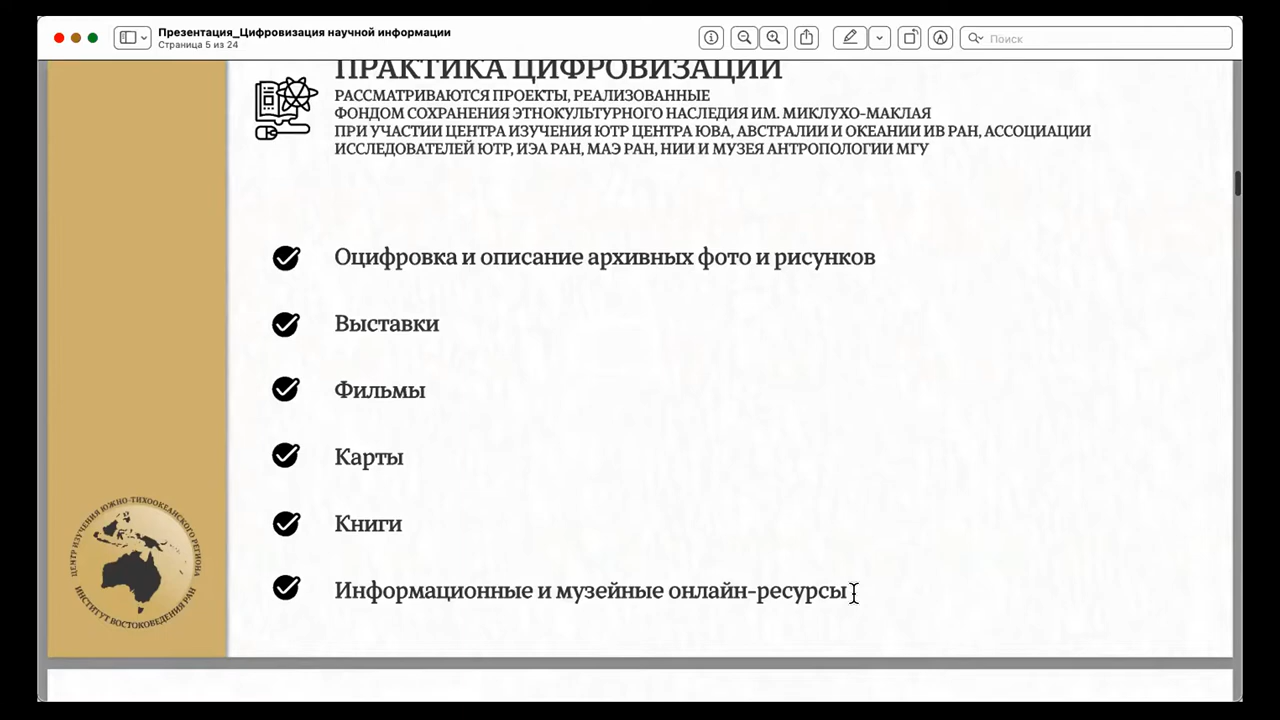 Презентация_Цифровизация научной информации
Страница 5 из 24
Поиск
ПРАКТИКА ЦИФРОВИЗАЦИИ
РАССМАТРИВАЮТСЯ ПРОЕКТЫ, РЕАЛИЗОВАННЫЕ
ФОНДОМ СОХРАНЕНИЯ ЭТНОКУЛЬТУРНОГО НАСЛЕДИЯ ИМ. МИКЛУХО-МАКЛАЯ
ПРИ УЧАСТИИ ЦЕНТРА ИЗУЧЕНИЯ ЮТР ЦЕНТРА ЮВА, АВСТРАЛИИ И ОКЕАНИИ ИВ РАН, АССОЦИАЦИИ
ИССЛЕДОВАТЕЛЕЙ ЮТР, ИЭА РАН, МАЭ РАН, НИИ И МУЗЕЯ АНТРОПОЛОГИИ МГУ
Оцифровка и описание архивных фото и рисунков
Выставки
Фильмы
Карты
Книги
Информационные и музейные онлайн-ресурсы
ЦЕНТР ИЗУЧЕНИЯ ЮЖНО-ТИХООКЕАНСКОГО РЕГИОНА
ИНСТИТУТ ВОСТОКОВЕДЕНИЯ РАН